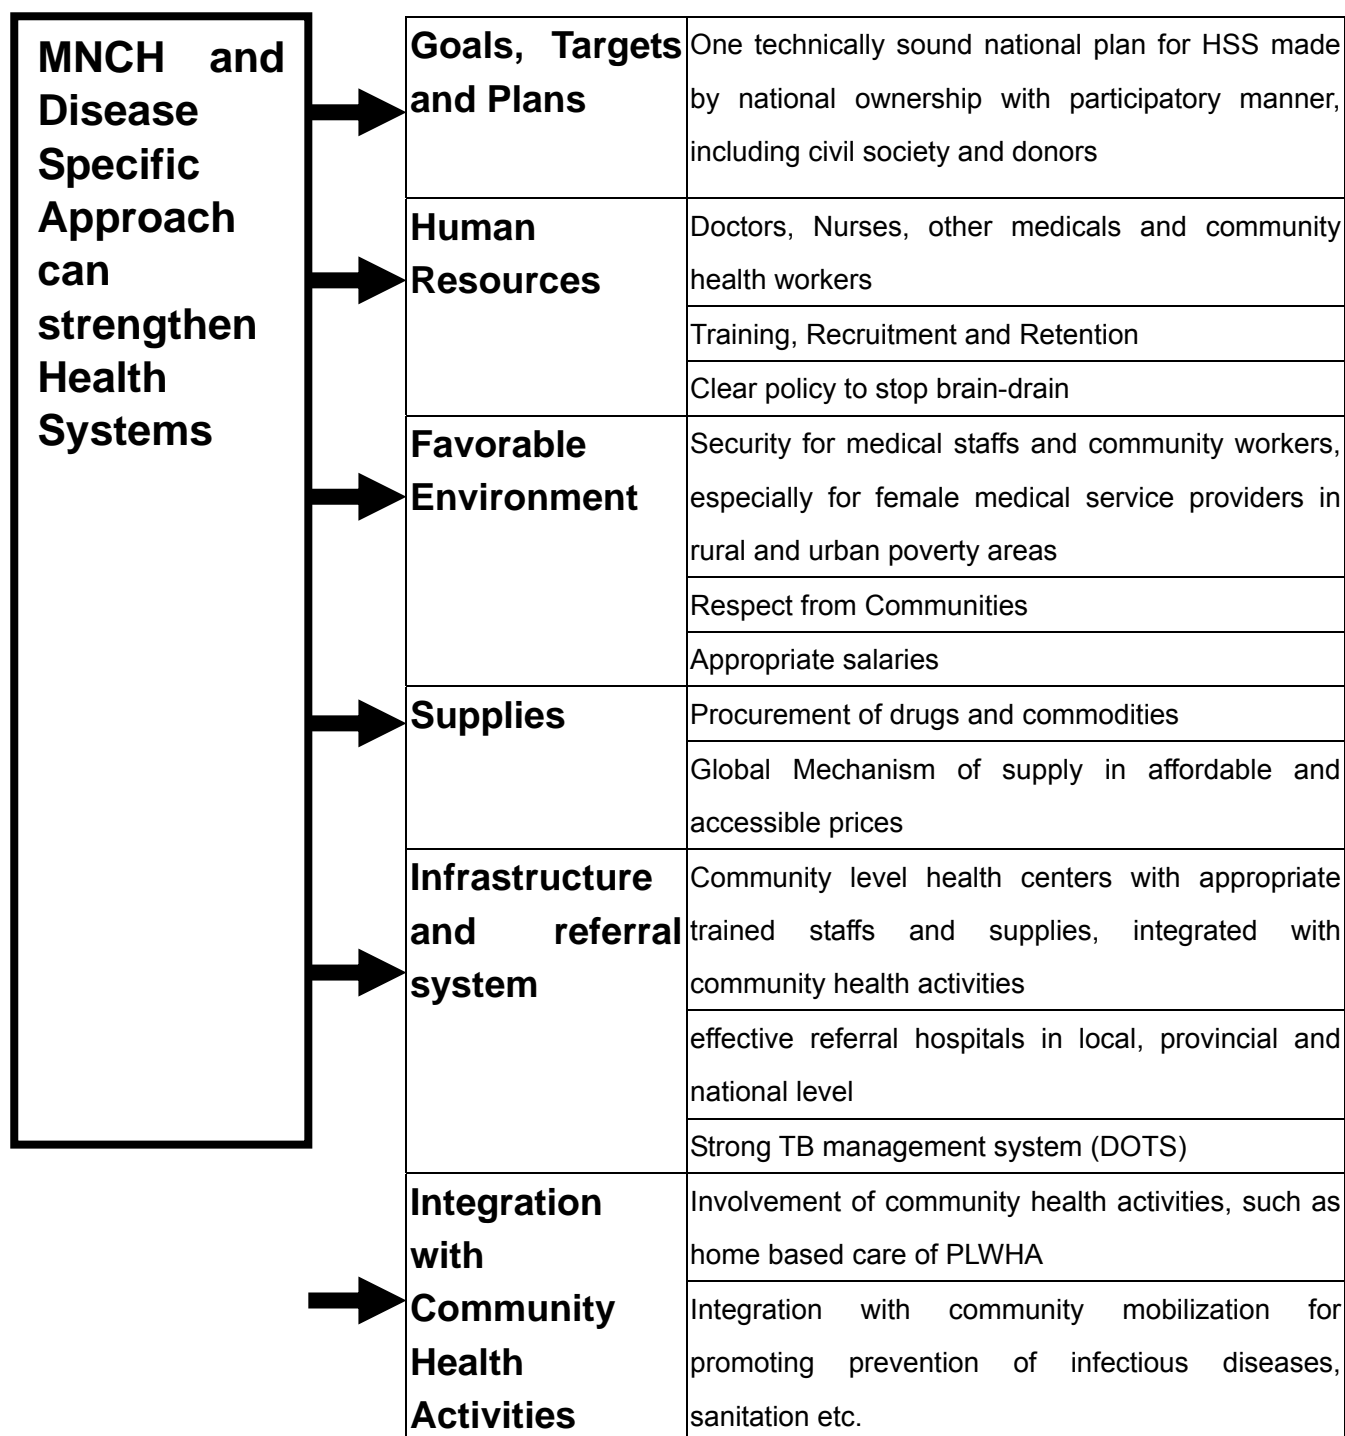 MNCH and
Disease
Specific
Approach
can
strengthen
Health
Systems
Goals, Targets
and Plans
One technically sound national plan for HSS made
by national ownership with participatory manner,
including civil society and donors
Human
Resources
Doctors, Nurses, other medicals and community
health workers
Training, Recruitment and Retention
Clear policy to stop brain-drain
Favorable
Environment
Security for medical staffs and community workers,
especially for female medical service providers in
rural and urban poverty areas
Respect from Communities
Appropriate salaries
Supplies
Procurement of drugs and commodities
Global Mechanism of supply in affordable and
accessible prices
Infrastructure
and referral
system
Community level health centers with appropriate
trained staffs and supplies, integrated with
community health activities
effective referral hospitals in local, provincial and
national level
Strong TB management system (DOTS)
Integration
with
Community
Health
Activities
Involvement of community health activities, such as
home based care of PLWHA
Integration with community mobilization for
promoting prevention of infectious diseases,
sanitation etc.